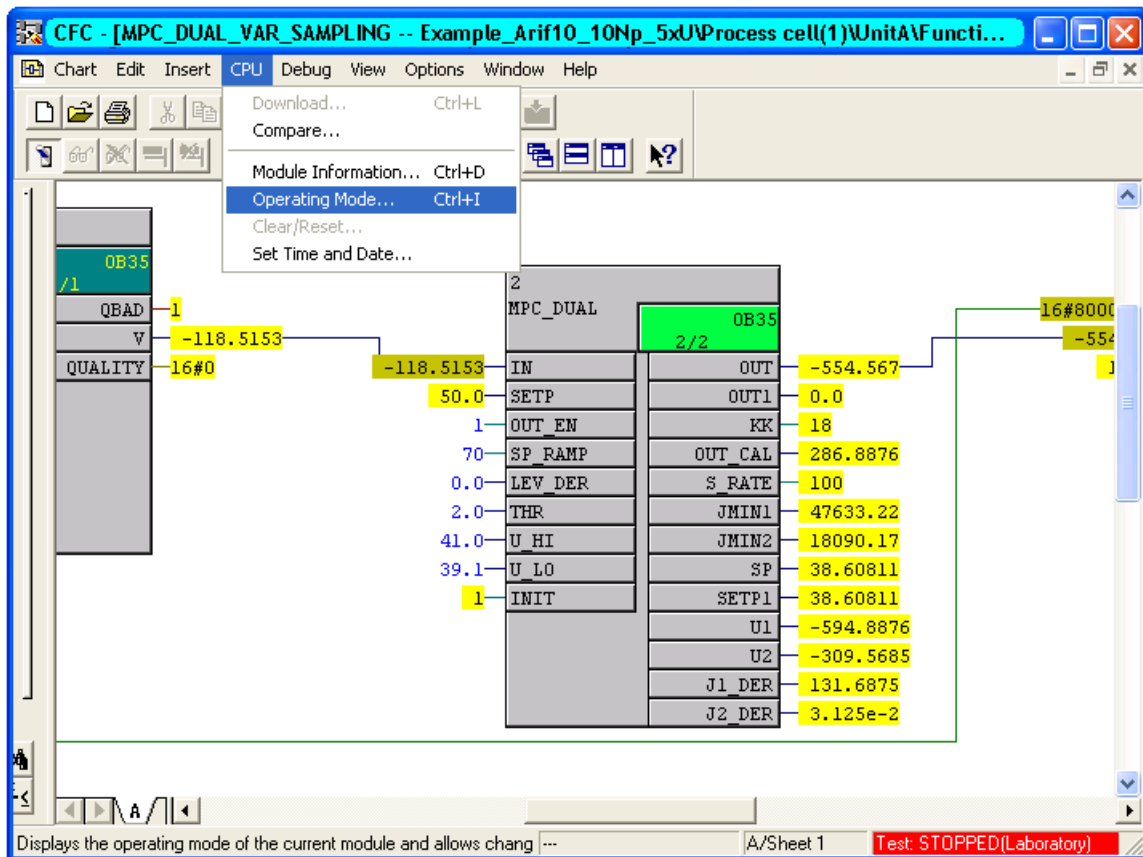 CFC - [MPC_DUAL_VAR_SAMPLING -- Example_Arif10_10Np_5xU\Process cell(1)\UnitA\Functi...
Chart Edit Insert CPU Debug View Options Window Help
Download... Ctrl+L
Compare...
Module Information... Ctrl+D
Operating Mode... Ctrl+I
Clear/Reset...
Set Time and Date...
OB35
/1
QBAD 1
V -118.5153
QUALITY 16#0
2
MPC_DUAL
OB35
2/2
16#8000
-554
1
-118.5153 IN OUT -554.567
50.0 SETP OUT1 0.0
1 OUT_EN KK 18
70 SP_RAMP OUT_CAL 286.8876
0.0 LEV_DER S_RATE 100
2.0 THR JMIN1 47633.22
41.0 U_HI JMIN2 18090.17
39.1 U_LO SP 38.60811
1 INIT SETP1 38.60811
U1 -594.8876
U2 -309.5685
J1_DER 131.6875
J2_DER 3.125e-2
A
Displays the operating mode of the current module and allows chang --- A/Sheet 1 Test: STOPPED(Laboratory)